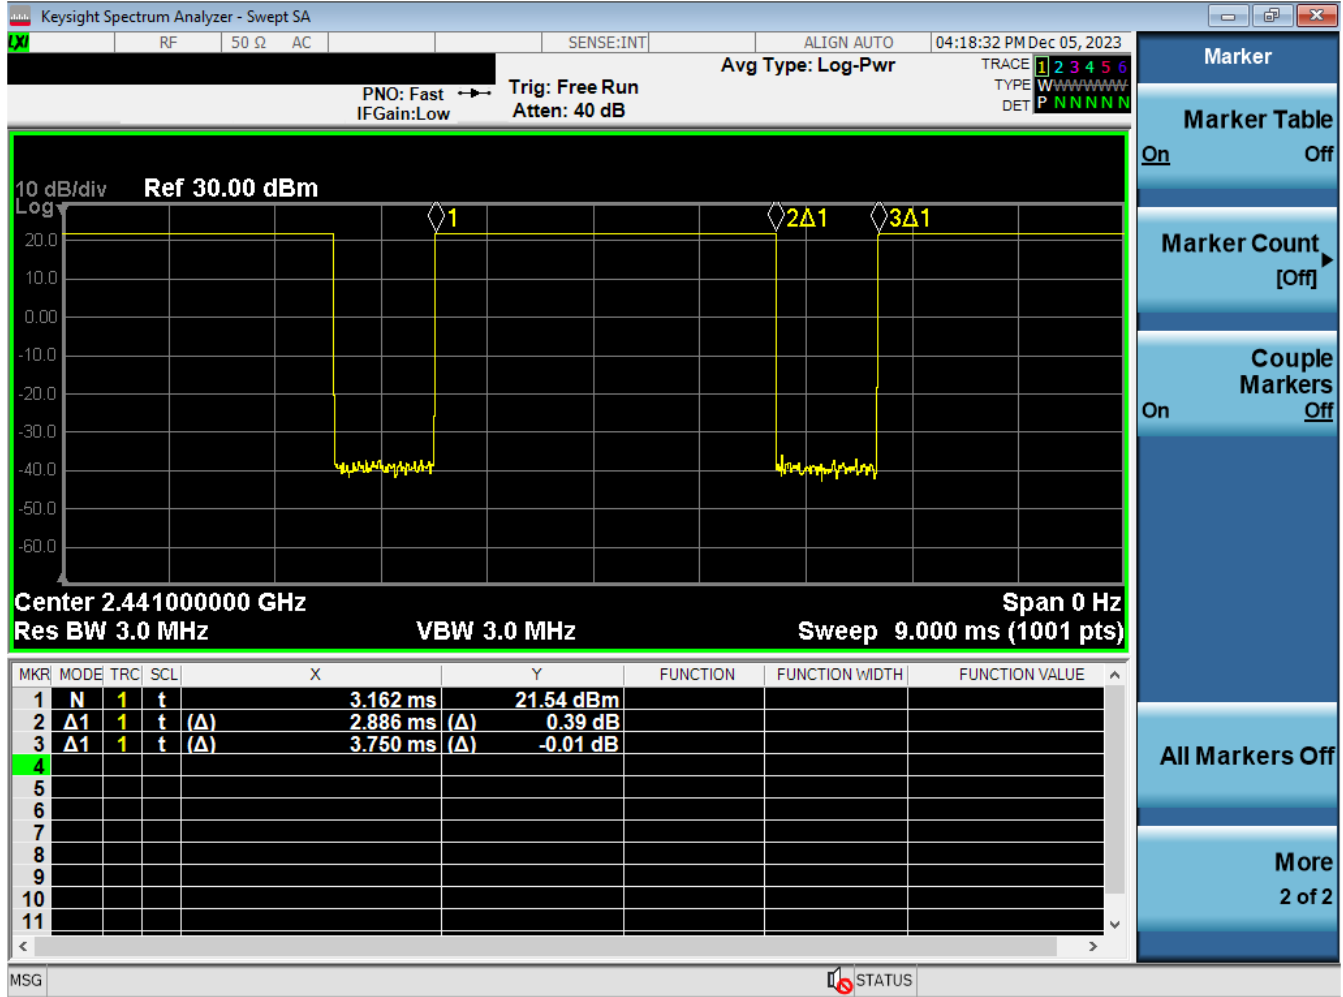 Keysight Spectrum Analyzer - Swept SA
LXI RF 50 Ω AC SENSE:INT ALIGN AUTO 04:18:32 PM Dec 05, 2023
PNO: Fast
IFGain:Low
Trig: Free Run
Atten: 40 dB
Avg Type: Log-Pwr
TRACE 1 2 3 4 5 6
TYPE WWWWWWW
DET P N N N N N
10 dB/div Ref 30.00 dBm
Log
1 2Δ1 3Δ1
20.0
10.0
0.00
-10.0
-20.0
-30.0
-40.0
-50.0
-60.0
Center 2.441000000 GHz Span 0 Hz
Res BW 3.0 MHz VBW 3.0 MHz Sweep 9.000 ms (1001 pts)
MKR MODE TRC SCL X Y FUNCTION FUNCTION WIDTH FUNCTION VALUE
1 N 1 t 3.162 ms 21.54 dBm
2 Δ1 1 t (Δ) 2.886 ms (Δ) 0.39 dB
3 Δ1 1 t (Δ) 3.750 ms (Δ) -0.01 dB
4
5
6
7
8
9
10
11
MSG STATUS
Marker
Marker Table
On Off
Marker Count
[Off]
Couple
Markers
On Off
All Markers Off
More
2 of 2